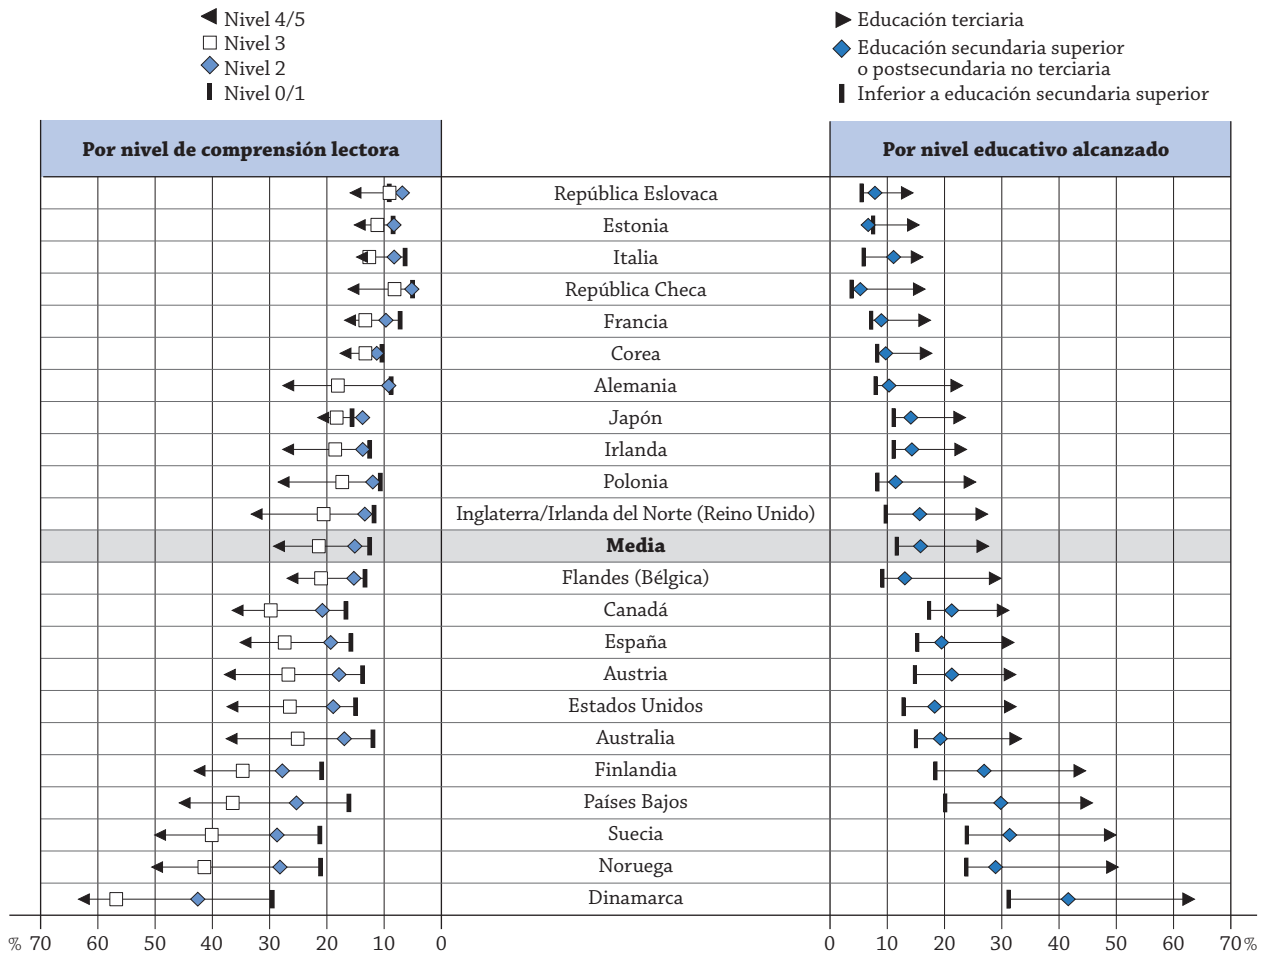 Nivel 4/5
Nivel 3
Nivel 2
Nivel 0/1
Educación terciaria
Educación secundaria superior
o postsecundaria no terciaria
Inferior a educación secundaria superior
Por nivel de comprensión lectora
Por nivel educativo alcanzado
República Eslovaca
Estonia
Italia
República Checa
Francia
Corea
Alemania
Japón
Irlanda
Polonia
Inglaterra/Irlanda del Norte (Reino Unido)
Media
Flandes (Bélgica)
Canadá
España
Austria
Estados Unidos
Australia
Finlandia
Países Bajos
Suecia
Noruega
Dinamarca
% 70 60 50 40 30 20 10 0
0 10 20 30 40 50 60 70 %